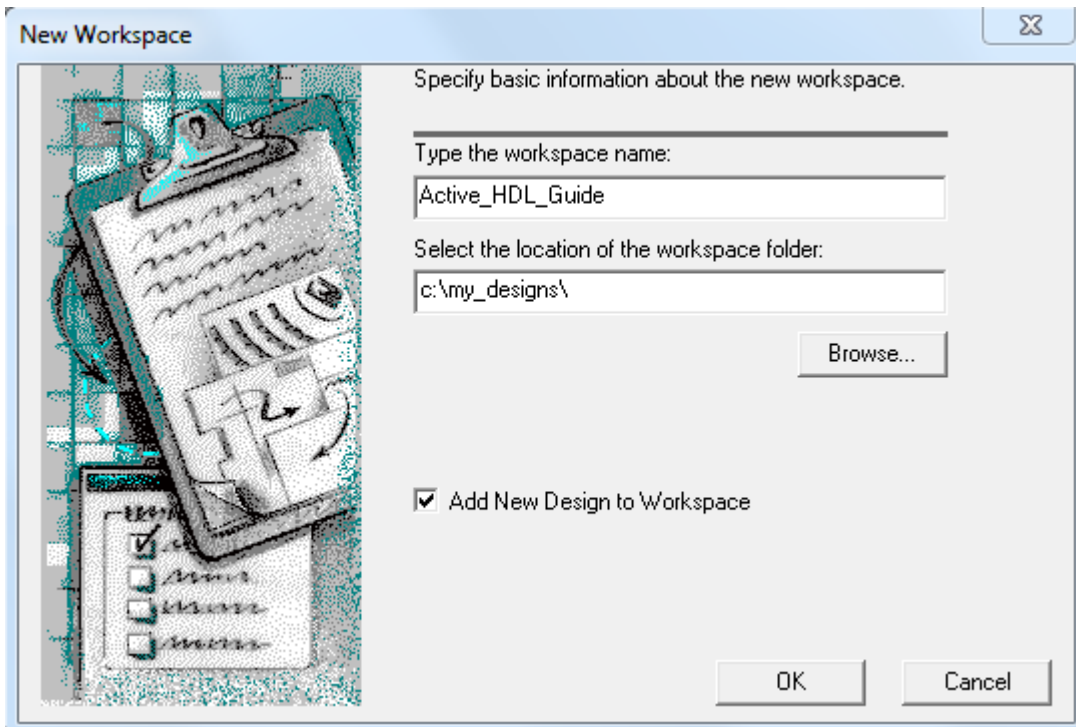 New Workspace
Specify basic information about the new workspace.
Type the workspace name:
Active_HDL_Guide
Select the location of the workspace folder:
c:\my_designs\
Browse...
Add New Design to Workspace
OK
Cancel